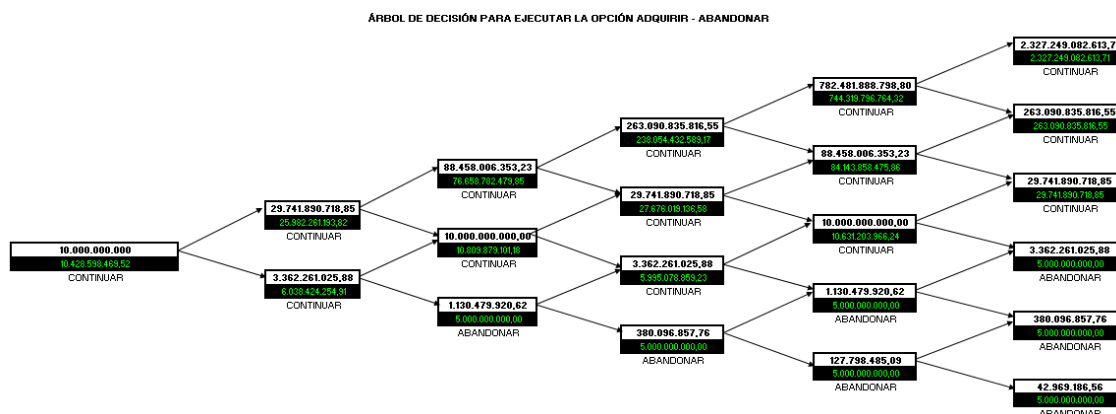 ÁRBOL DE DECISIÓN PARA EJECUTAR LA OPCIÓN ADQUIRIR - ABANDONAR
10.000.000.000
10.428.598.469,52
CONTINUAR
29.741.890.718,85
25.982.261.193,82
CONTINUAR
3.362.261.025,88
6.038.424.254,91
CONTINUAR
88.458.006.353,23
76.658.782.479,85
CONTINUAR
10.000.000.000,00
10.809.879.101,18
CONTINUAR
1.130.479.920,62
5.000.000.000,00
ABANDONAR
263.090.835.816,55
238.054.432.589,17
CONTINUAR
29.741.890.718,85
27.676.019.136,58
CONTINUAR
3.362.261.025,88
5.995.078.859,23
CONTINUAR
380.096.857,76
5.000.000.000,00
ABANDONAR
782.481.888.798,80
744.319.796.764,32
CONTINUAR
88.458.006.353,23
84.143.858.475,86
CONTINUAR
10.000.000.000,00
10.631.203.966,24
CONTINUAR
1.130.479.920,62
5.000.000.000,00
ABANDONAR
127.798.485,09
5.000.000.000,00
ABANDONAR
2.327.249.082.613,7
2.327.249.082.613,71
CONTINUAR
263.090.835.816,55
263.090.835.816,55
CONTINUAR
29.741.890.718,85
29.741.890.718,85
CONTINUAR
3.362.261.025,88
5.000.000.000,00
ABANDONAR
380.096.857,76
5.000.000.000,00
ABANDONAR
42.969.186,56
5.000.000.000,00
ABANDONAR